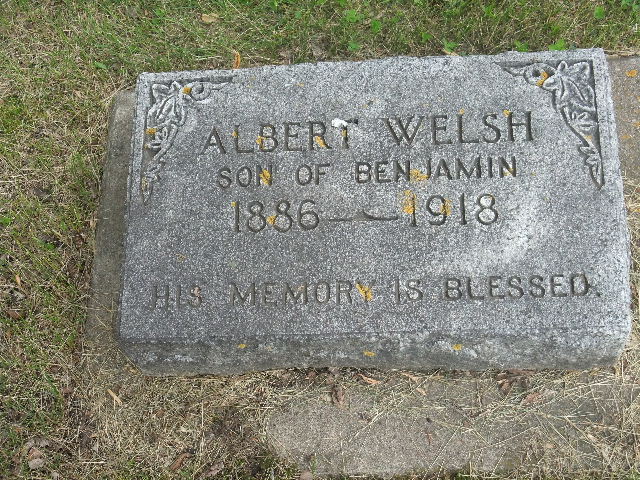 ALBERT WELSH
SON OF BENJAMIN
1886 — 1918
HIS MEMORY IS BLESSED.